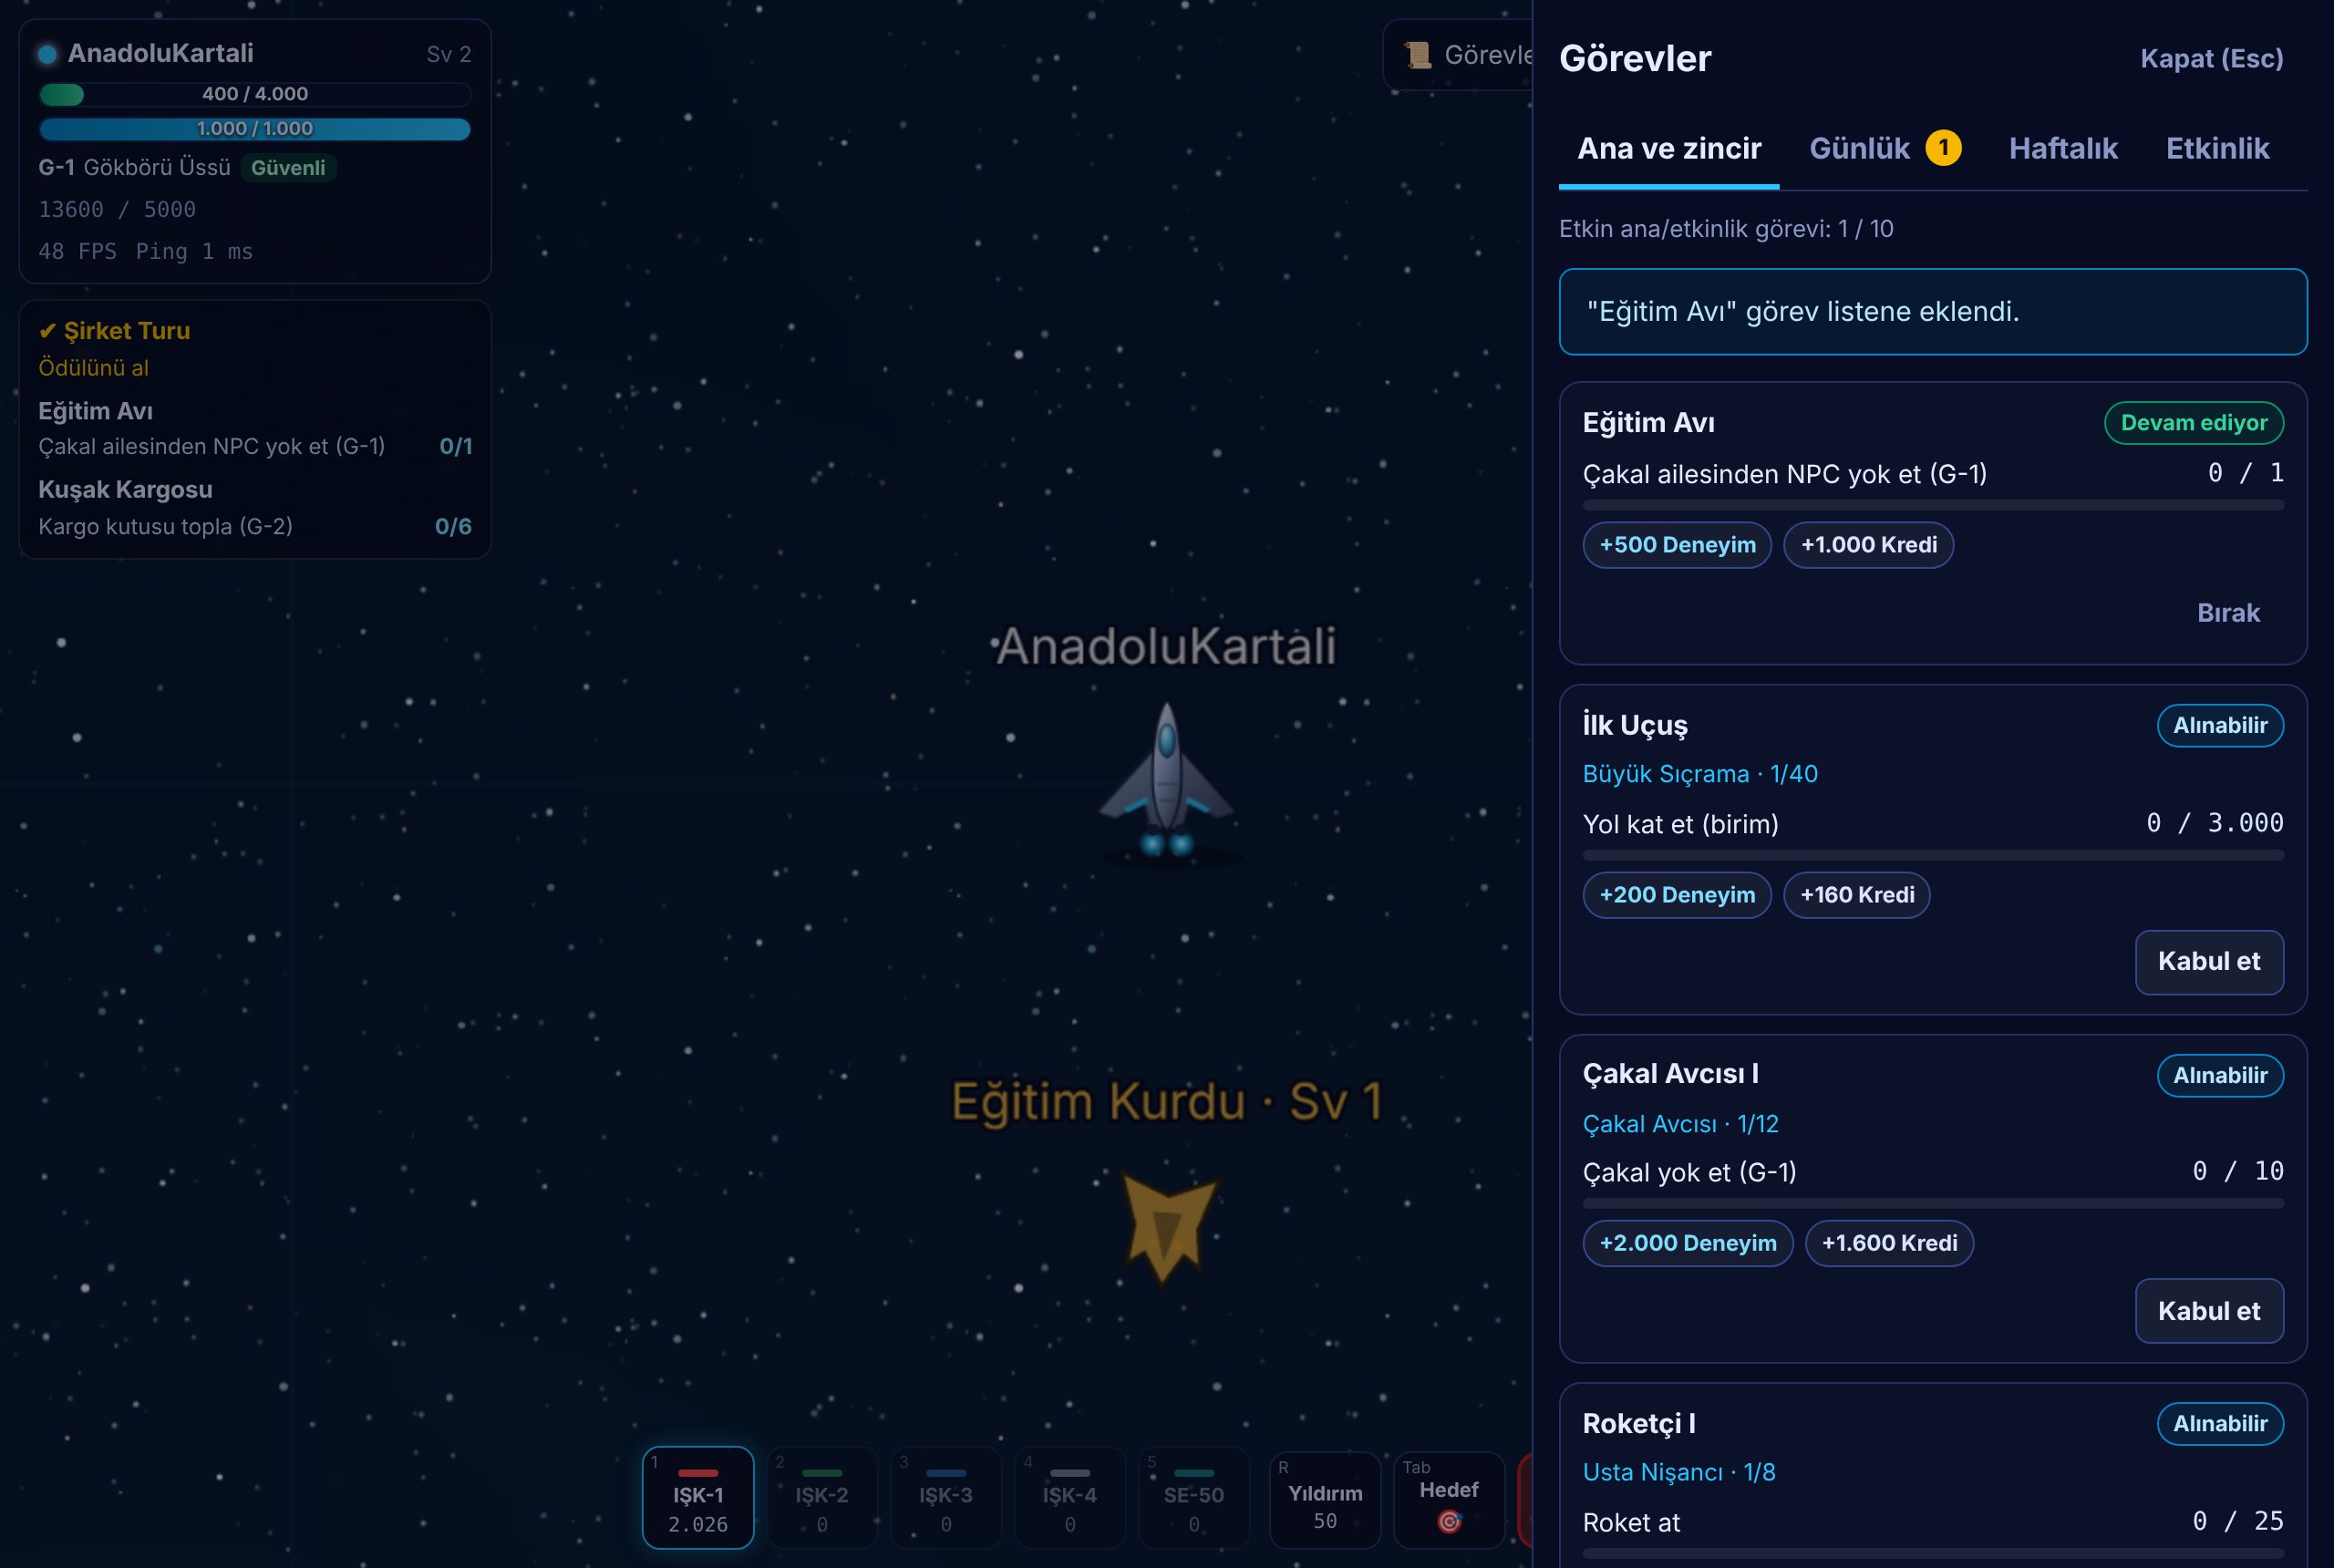 AnadoluKartali Sv 2
400 / 4.000
1.000 / 1.000
G-1 Gökbörü Üssü Güvenli
13600 / 5000
48 FPS Ping 1 ms
✔ Şirket Turu
Ödülünü al
Eğitim Avı
Çakal ailesinden NPC yok et (G-1) 0/1
Kuşak Kargosu
Kargo kutusu topla (G-2) 0/6
AnadoluKartali
Eğitim Kurdu · Sv 1
1 IŞK-1 2.026
2 IŞK-2 0
3 IŞK-3 0
4 IŞK-4 0
5 SE-50 0
R Yıldırım 50
Tab Hedef
Görevle
Görevler Kapat (Esc)
Ana ve zincir Günlük 1 Haftalık Etkinlik
Etkin ana/etkinlik görevi: 1 / 10
"Eğitim Avı" görev listene eklendi.
Eğitim Avı Devam ediyor
Çakal ailesinden NPC yok et (G-1) 0 / 1
+500 Deneyim +1.000 Kredi
Bırak
İlk Uçuş Alınabilir
Büyük Sıçrama · 1/40
Yol kat et (birim) 0 / 3.000
+200 Deneyim +160 Kredi
Kabul et
Çakal Avcısı I Alınabilir
Çakal Avcısı · 1/12
Çakal yok et (G-1) 0 / 10
+2.000 Deneyim +1.600 Kredi
Kabul et
Roketçi I Alınabilir
Usta Nişancı · 1/8
Roket at 0 / 25